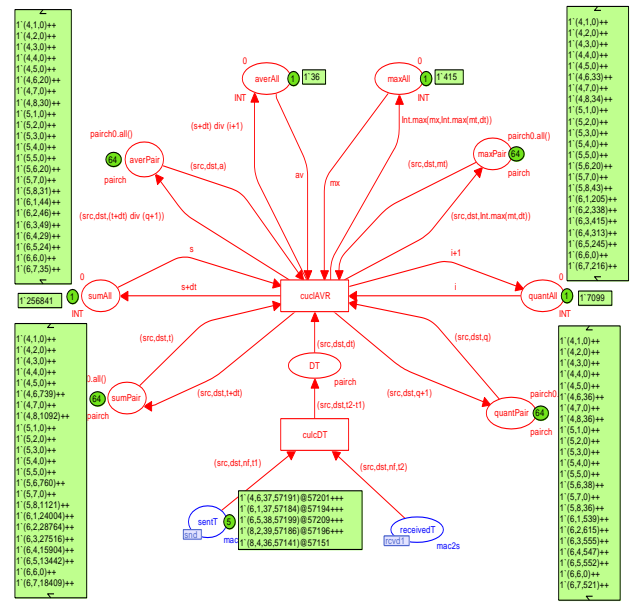 1`(4,1,0)++
1`(4,2,0)++
1`(4,3,0)++
1`(4,4,0)++
1`(4,5,0)++
1`(4,6,20)++
1`(4,7,0)++
1`(4,8,30)++
1`(5,1,0)++
1`(5,2,0)++
1`(5,3,0)++
1`(5,4,0)++
1`(5,5,0)++
1`(5,6,20)++
1`(5,7,0)++
1`(5,8,31)++
1`(6,1,44)++
1`(6,2,46)++
1`(6,3,49)++
1`(6,4,29)++
1`(6,5,24)++
1`(6,6,0)++
1`(6,7,35)++
0
averAll
1
1`36
INT
0
maxAll
1
1`415
INT
1`(4,1,0)++
1`(4,2,0)++
1`(4,3,0)++
1`(4,4,0)++
1`(4,5,0)++
1`(4,6,33)++
1`(4,7,0)++
1`(4,8,34)++
1`(5,1,0)++
1`(5,2,0)++
1`(5,3,0)++
1`(5,4,0)++
1`(5,5,0)++
1`(5,6,20)++
1`(5,7,0)++
1`(5,8,43)++
1`(6,1,205)++
1`(6,2,338)++
1`(6,3,415)++
1`(6,4,313)++
1`(6,5,245)++
1`(6,6,0)++
1`(6,7,216)++
(s+dt) div (i+1)
Int.max(mx,Int.max(mt,dt))
pairch0.all()
64
averPair
pairch
(src,dst,a)
av
mx
(src,dst,mt)
pairch0.all()
maxPair
64
pairch
(src,dst,(t+dt) div (q+1))
(src,dst,Int.max(mt,dt))
s
i+1
0
1`256841
1
sumAll
INT
s+dt
cuclAVR
i
0
quantAll
1
1`7099
INT
(src,dst,t)
(src,dst,dt)
(src,dst,q)
DT
pairch
0.all()
64
sumPair
pairch
(src,dst,t+dt)
(src,dst,q+1)
pairch0.
quantPair
64
pairch
(src,dst,t2-t1)
culcDT
(src,dst,nf,t1)
(src,dst,nf,t2)
1`(4,1,0)++
1`(4,2,0)++
1`(4,3,0)++
1`(4,4,0)++
1`(4,5,0)++
1`(4,6,739)++
1`(4,7,0)++
1`(4,8,1092)++
1`(5,1,0)++
1`(5,2,0)++
1`(5,3,0)++
1`(5,4,0)++
1`(5,5,0)++
1`(5,6,760)++
1`(5,7,0)++
1`(5,8,1121)++
1`(6,1,24004)++
1`(6,2,28764)++
1`(6,3,27516)++
1`(6,4,15904)++
1`(6,5,13442)++
1`(6,6,0)++
1`(6,7,18409)++
sentT
5
snd
mac
1`(4,6,37,57191)@57201+++
1`(6,1,37,57184)@57194+++
1`(6,5,38,57199)@57209+++
1`(8,2,39,57186)@57196+++
1`(8,4,36,57141)@57151
receivedT
rcvd1
mac2s
1`(4,1,0)++
1`(4,2,0)++
1`(4,3,0)++
1`(4,4,0)++
1`(4,5,0)++
1`(4,6,36)++
1`(4,7,0)++
1`(4,8,36)++
1`(5,1,0)++
1`(5,2,0)++
1`(5,3,0)++
1`(5,4,0)++
1`(5,5,0)++
1`(5,6,38)++
1`(5,7,0)++
1`(5,8,36)++
1`(6,1,539)++
1`(6,2,615)++
1`(6,3,555)++
1`(6,4,547)++
1`(6,5,552)++
1`(6,6,0)++
1`(6,7,521)++